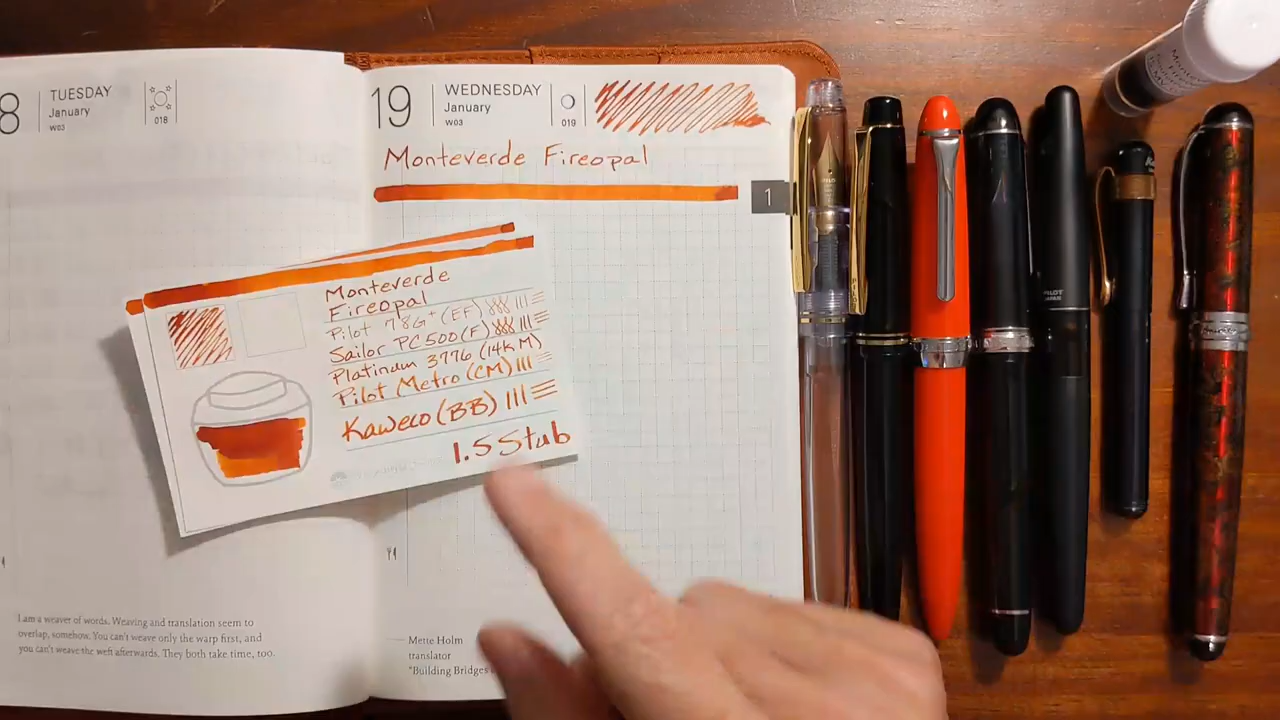 8
TUESDAY
January
W03
018
19
WEDNESDAY
January
W03
019
Monteverde Fireopal
1
Monteverde
Fireopal
Pilot 78G+ (EF)
Sailor PC500 (F)
Platinum 3776 (14K M)
Pilot Metro (CM)
Kaweco (BB)
1.5 Stub
I am a weaver of words. Weaving and translation seem to
overlap, somehow. You can't weave only the warp first, and
you can't weave the weft afterwards. They both take time, too.
Mette Holm
translator
"Building Bridges
PILOT
JAPAN